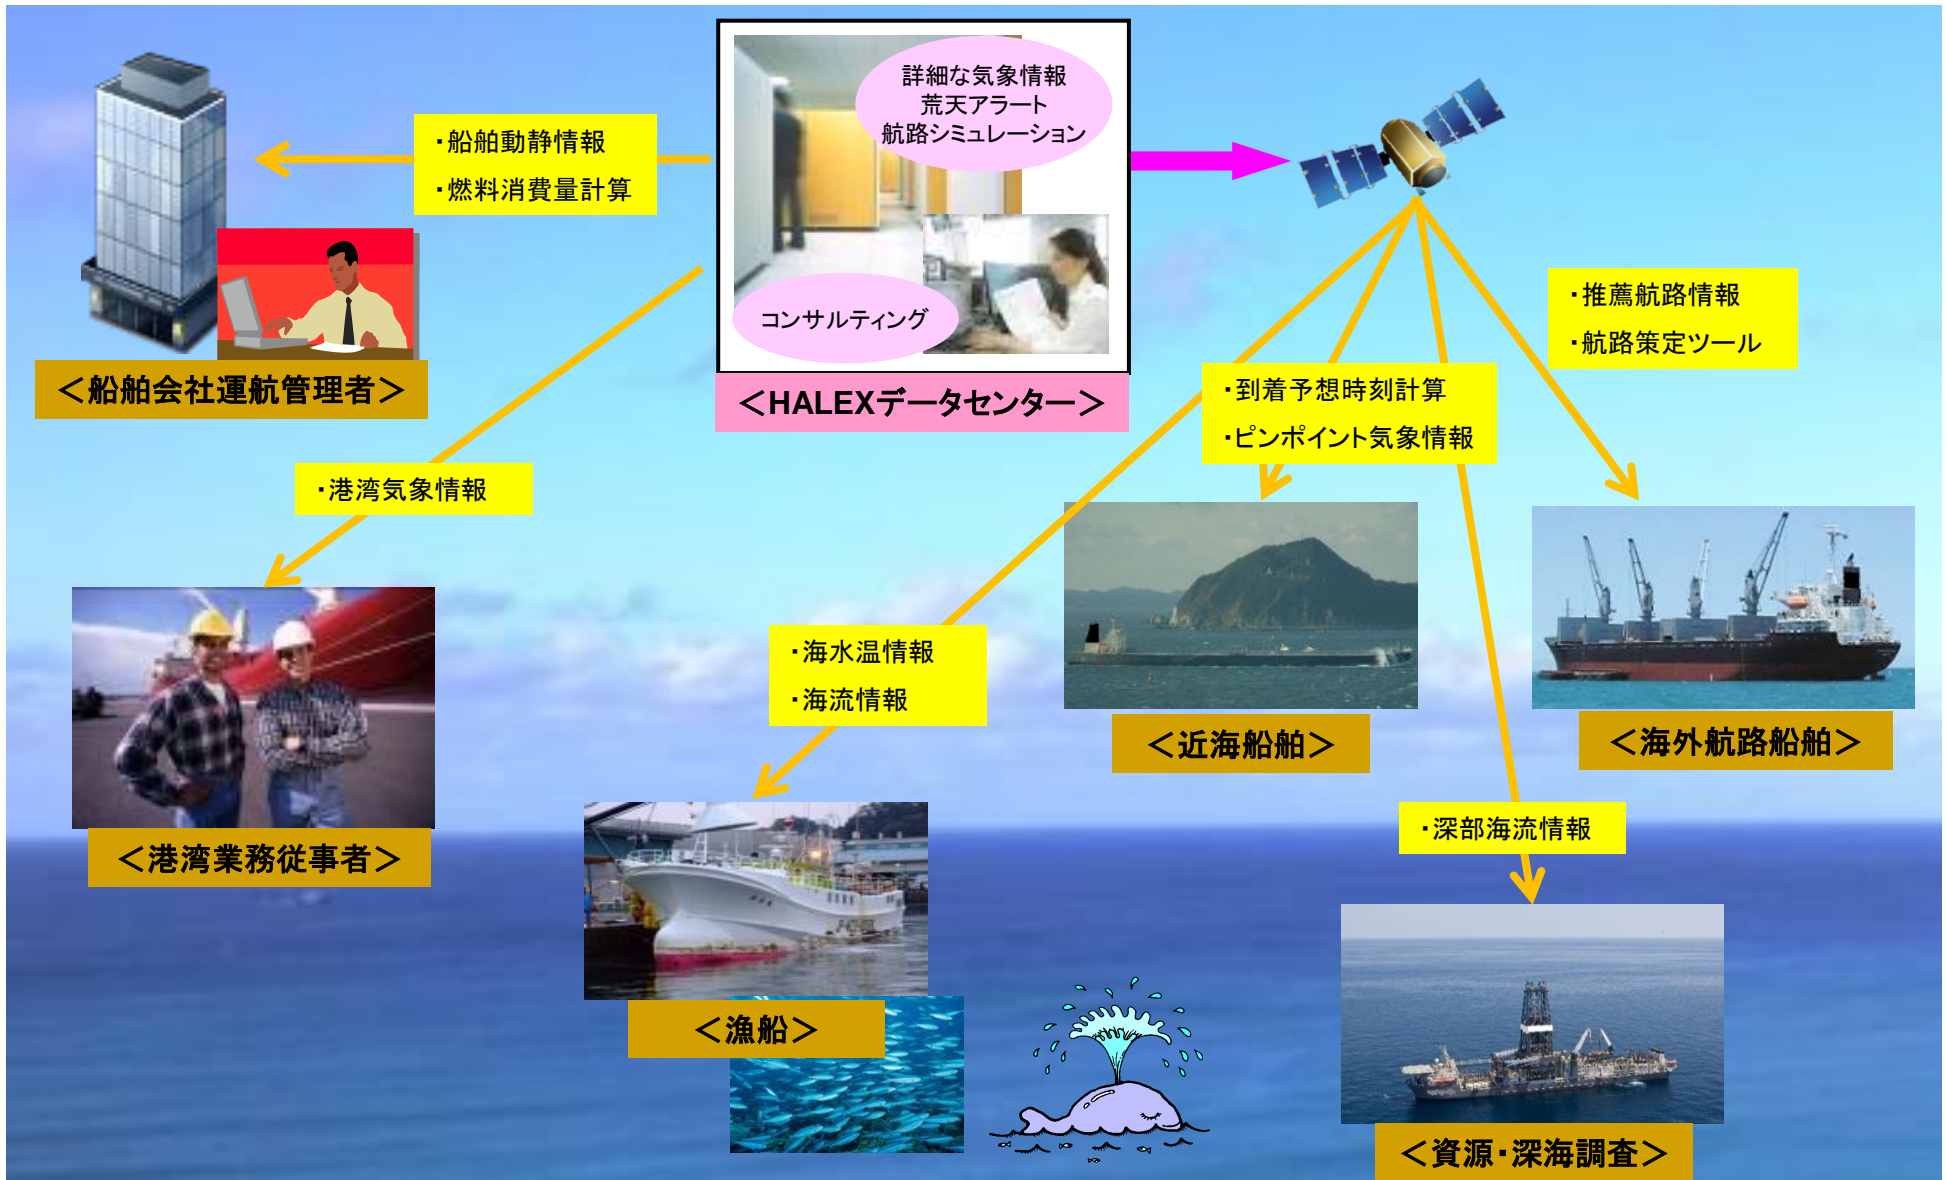 詳細な気象情報
荒天アラート
航路シミュレーション
コンサルティング
＜HALEXデータセンター＞
・船舶動静情報
・燃料消費量計算
＜船舶会社運航管理者＞
・港湾気象情報
＜港湾業務従事者＞
・推薦航路情報
・航路策定ツール
・到着予想時刻計算
・ピンポイント気象情報
＜近海船舶＞
＜海外航路船舶＞
・海水温情報
・海流情報
＜漁船＞
・深部海流情報
＜資源・深海調査＞